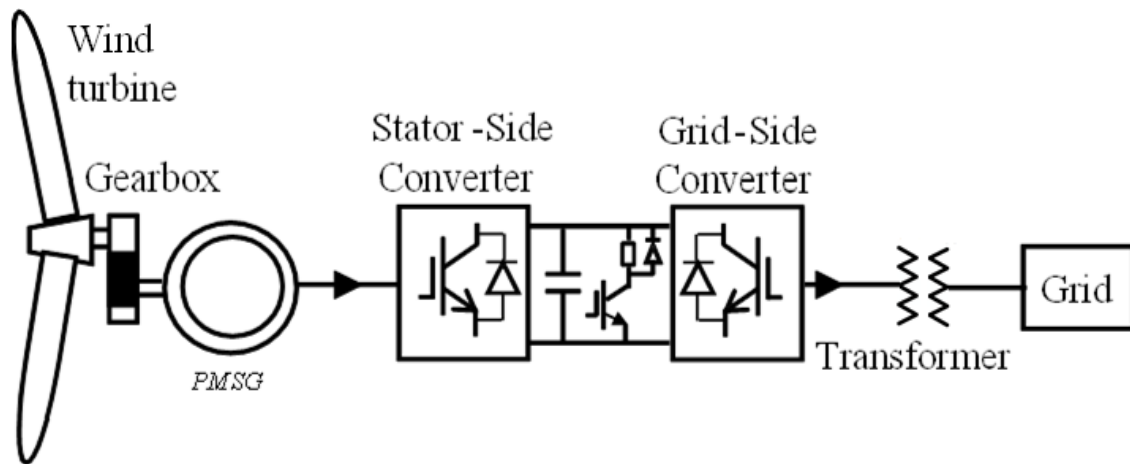 Wind
turbine
Gearbox
PMSG
Stator-Side
Converter
Grid-Side
Converter
Transformer
Grid